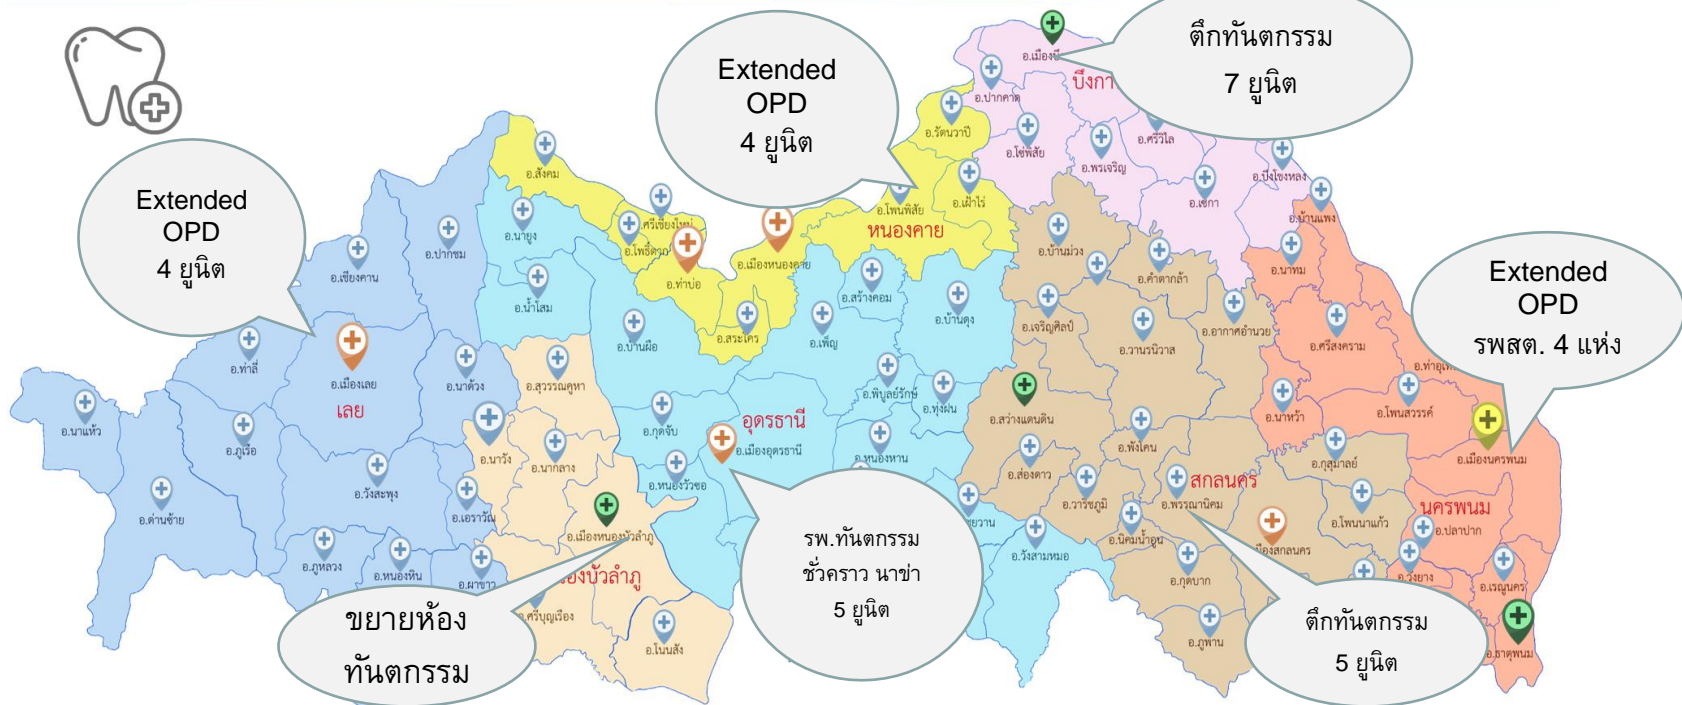 ตึกทันตกรรม
7 ยูนิต
Extended
OPD
4 ยูนิต
Extended
OPD
4 ยูนิต
Extended
OPD
รพสต. 4 แห่ง
รพ.ทันตกรรม
ชั่วคราว นาข่า
5 ยูนิต
ขยายห้อง
ทันตกรรม
ตึกทันตกรรม
5 ยูนิต
อ.ปากคาด
อ.รัตนวาปี
อ.โซ่พิสัย
อ.พรเจริญ
อ.ศรีวิไล
อ.เซกา
อ.บึงโขงหลง
อ.บ้านแพง
อ.สังคม
อ.นายูง
อ.โพธิ์ตาก
อ.ท่าบ่อ
อ.เมืองหนองคาย
อ.โพนพิสัย
อ.เฝ้าไร่
หนองคาย
อ.สระใคร
อ.ปากชม
อ.เชียงคาน
อ.น้ำโสม
อ.บ้านผือ
อ.เพ็ญ
อ.สร้างคอม
อ.บ้านดุง
อ.บ้านม่วง
อ.คำตากล้า
อ.นาทม
อ.เจริญศิลป์
อ.วานรนิวาส
อ.อากาศอำนวย
อ.ศรีสงคราม
อ.ท่าลี่
อ.เมืองเลย
เลย
อ.นาด้วง
อ.สุวรรณคูหา
อ.พิบูลย์รักษ์
อ.ทุ่งฝน
อ.สว่างแดนดิน
อ.นาหว้า
อ.โพนสวรรค์
อ.นาแห้ว
อ.ภูเรือ
อ.นาวัง
อ.นากลาง
อ.กุดจับ
อุดรธานี
อ.เมืองอุดรธานี
อ.หนองหาน
อ.พังโคน
อ.กุสุมาลย์
อ.เมืองนครพนม
อ.ด่านซ้าย
อ.วังสะพุง
อ.เอราวัณ
อ.เมืองหนองบัวลำภู
อ.หนองวัวซอ
อ.ส่องดาว
อ.วาริชภูมิ
สกลนคร
อ.พรรณานิคม
อ.โพนนาแก้ว
นครพนม
อ.ปลาปาก
อ.ภูหลวง
อ.หนองหิน
อ.ผาขาว
อ.วังสามหมอ
อ.นิคมน้ำอูน
อ.กุดบาก
อ.วังยาง
อ.เรณูนคร
อ.ศรีบุญเรือง
อ.โนนสัง
อ.ภูพาน
อ.ธาตุพนม